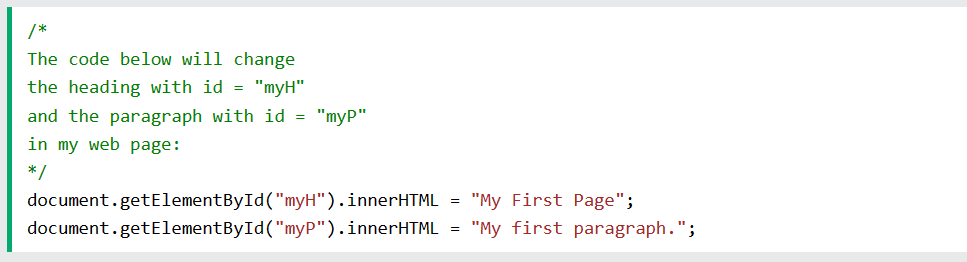 /*
The code below will change
the heading with id = "myH"
and the paragraph with id = "myP"
in my web page:
*/
document.getElementById("myH").innerHTML = "My First Page";
document.getElementById("myP").innerHTML = "My first paragraph.";